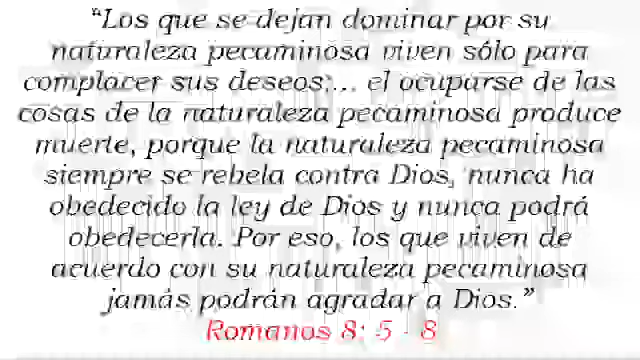 “Los que se dejan dominar por su
naturaleza pecaminosa viven sólo para
complacer sus deseos;... el ocuparse de las
cosas de la naturaleza pecaminosa produce
muerte, porque la naturaleza pecaminosa
siempre se rebela contra Dios, nunca ha
obedecido la ley de Dios y nunca podrá
obedecerla. Por eso, los que viven de
acuerdo con su naturaleza pecaminosa
jamás podrán agradar a Dios.”
Romanos 8: 5 - 8